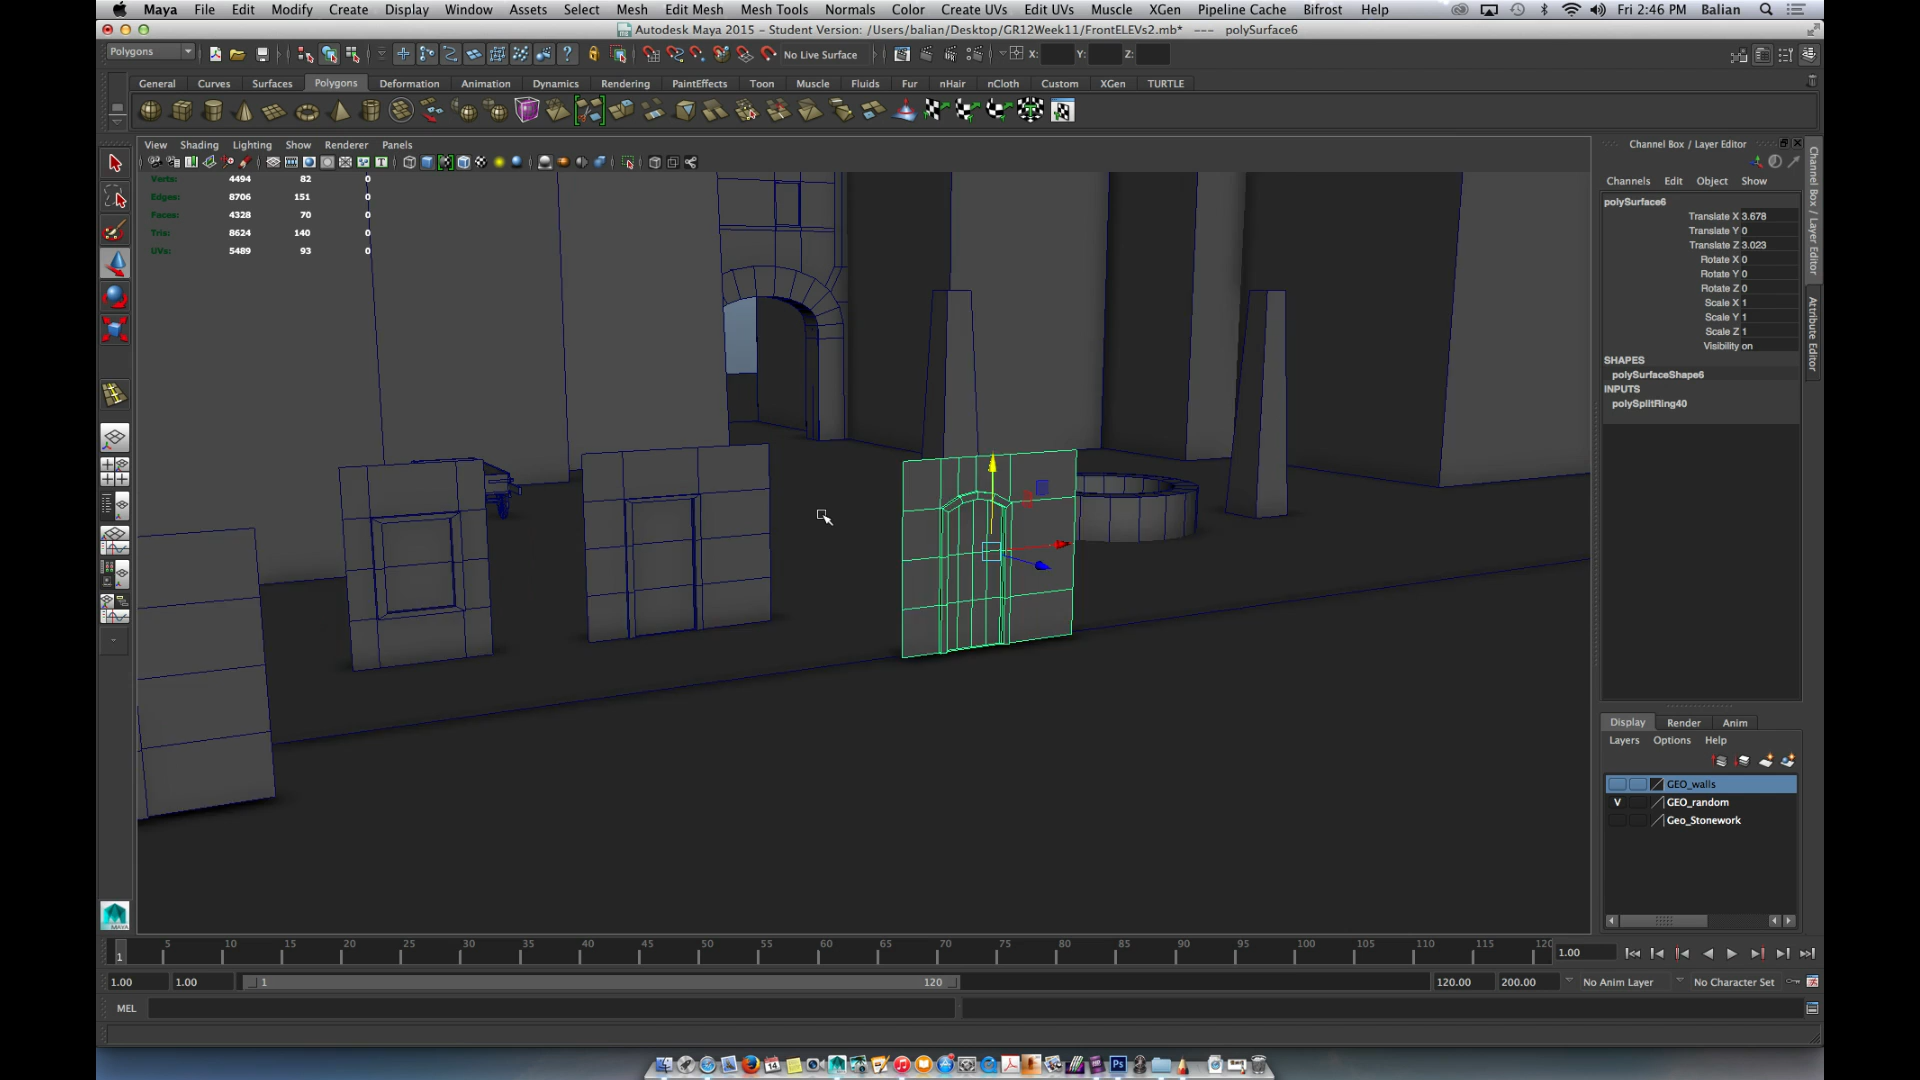 Maya File Edit Modify Create Display Window Assets Select Mesh Edit Mesh Mesh Tools Normals Color Create UVs Edit UVs Muscle XGen Pipeline Cache Bifrost Help Fri 2:46 PM Balian
Autodesk Maya 2015 - Student Version: /Users/balian/Desktop/GR12Week11/FrontELEVs2.mb* --- polySurface6
Polygons No Live Surface X: Y: Z:
General Curves Surfaces Polygons Deformation Animation Dynamics Rendering PaintEffects Toon Muscle Fluids Fur nHair nCloth Custom XGen TURTLE
View Shading Lighting Show Renderer Panels
Verts: 4494 82 0
Edges: 8706 151 0
Faces: 4328 70 0
Tris: 8624 140 0
UVs: 5489 93 0
Channel Box / Layer Editor
Channels Edit Object Show
polySurface6
Translate X 3.678
Translate Y 0
Translate Z 3.023
Rotate X 0
Rotate Y 0
Rotate Z 0
Scale X 1
Scale Y 1
Scale Z 1
Visibility on
SHAPES
polySurfaceShape6
INPUTS
polySplitRing40
Channel Box / Layer Editor
Attribute Editor
Display Render Anim
Layers Options Help
GEO_walls
V GEO_random
Geo_Stonework
1 5 10 15 20 25 30 35 40 45 50 55 60 65 70 75 80 85 90 95 100 105 110 115 120 1.00
1.00 1.00 1 120 120.00 200.00 No Anim Layer No Character Set
MEL